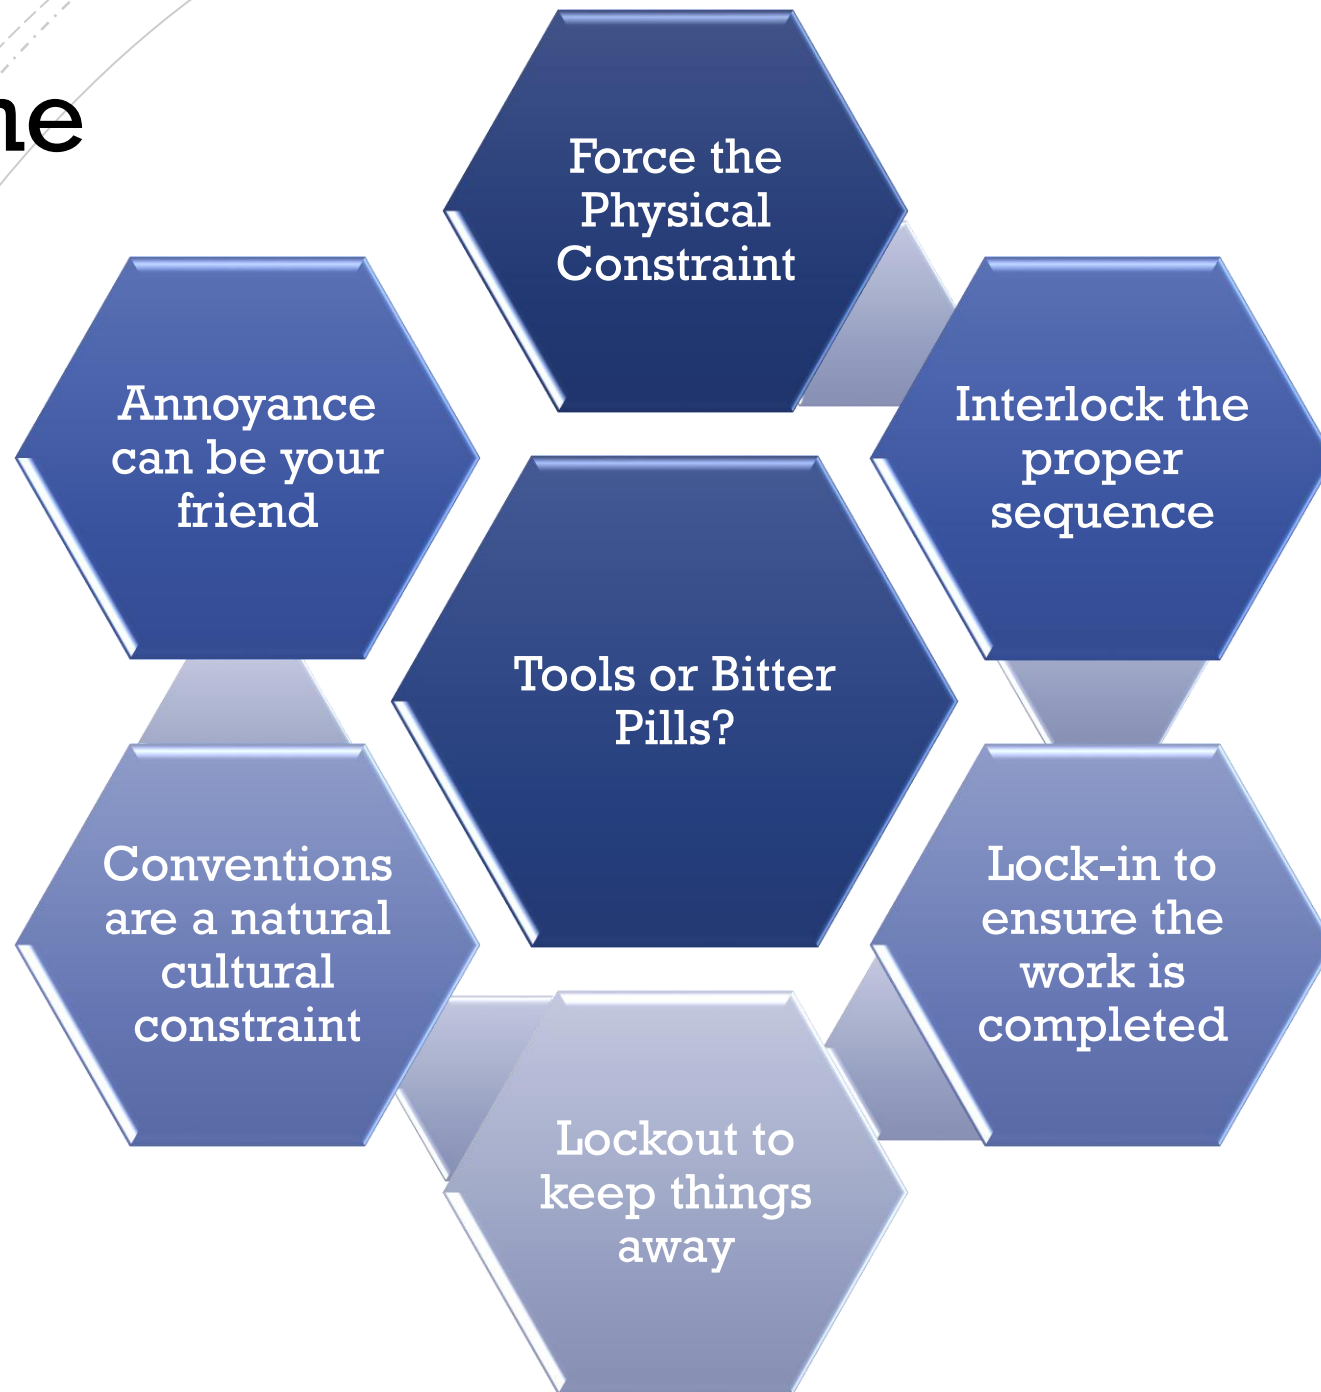 Force the
Physical
Constraint
Interlock the
proper
sequence
Lock-in to
ensure the
work is
completed
Lockout to
keep things
away
Conventions
are a natural
cultural
constraint
Annoyance
can be your
friend
Tools or Bitter
Pills?